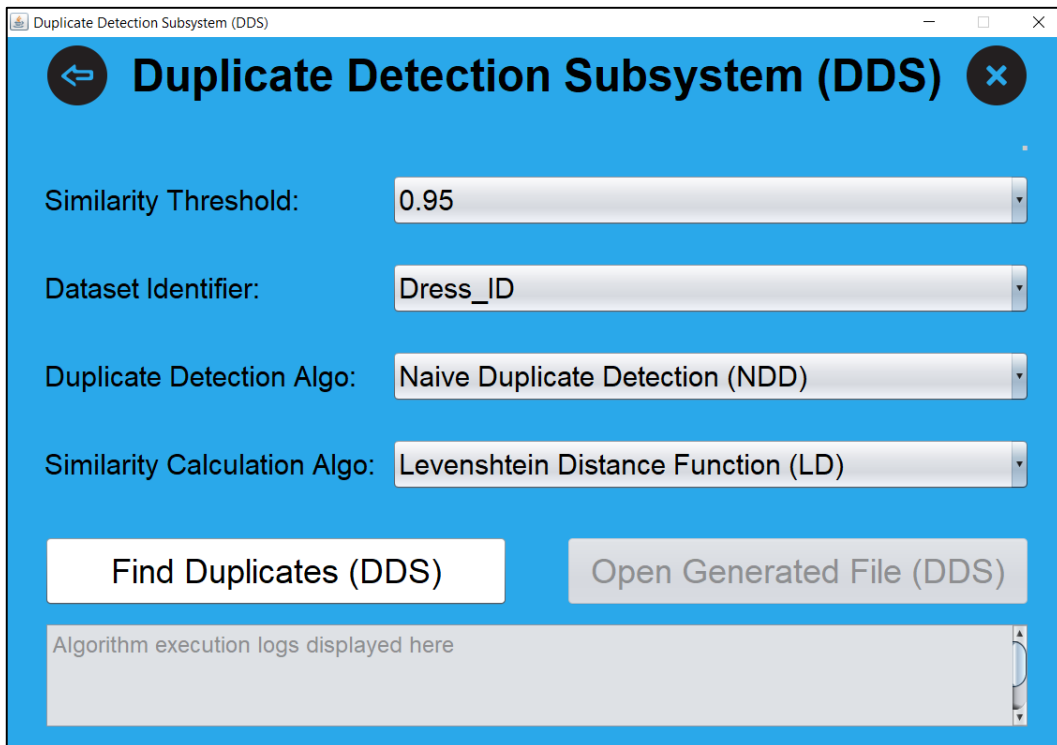 Duplicate Detection Subsystem (DDS)
Duplicate Detection Subsystem (DDS)
Similarity Threshold: 0.95
Dataset Identifier: Dress_ID
Duplicate Detection Algo: Naive Duplicate Detection (NDD)
Similarity Calculation Algo: Levenshtein Distance Function (LD)
Find Duplicates (DDS) Open Generated File (DDS)
Algorithm execution logs displayed here